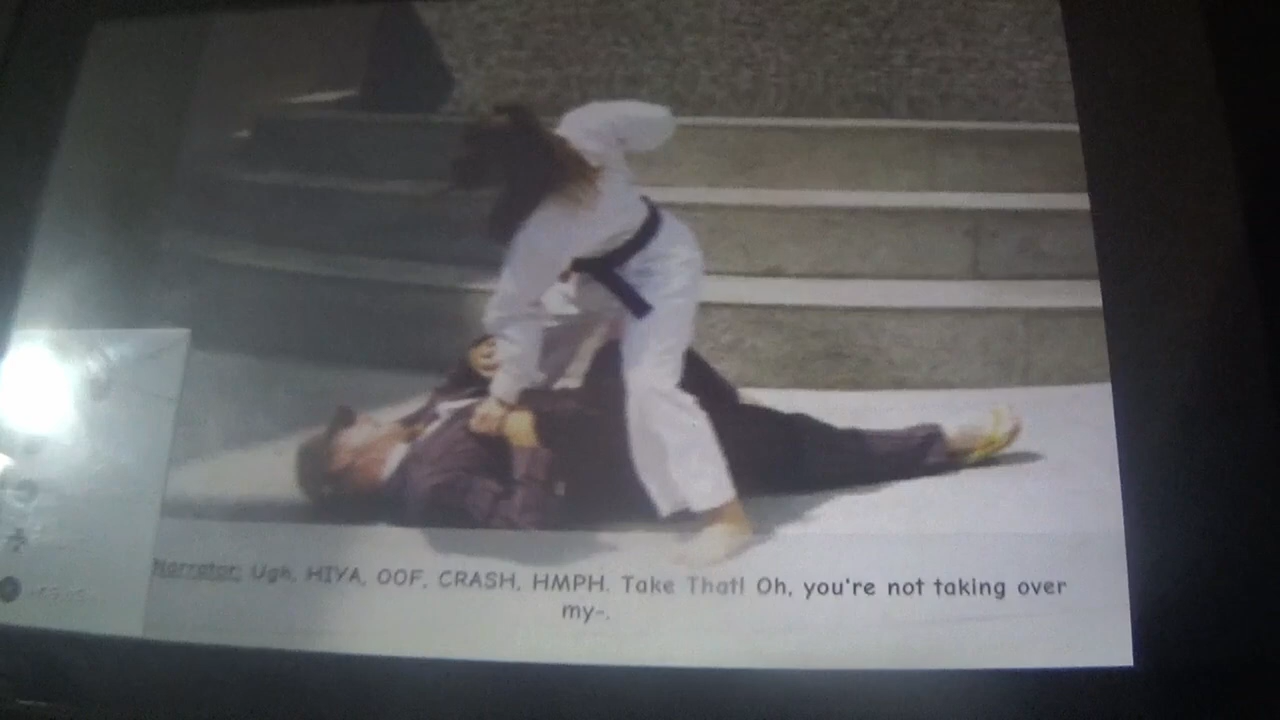 Narrator: Ugh, HIYA, OOF, CRASH, HMPH. Take That! Oh, you're not taking over
my-.